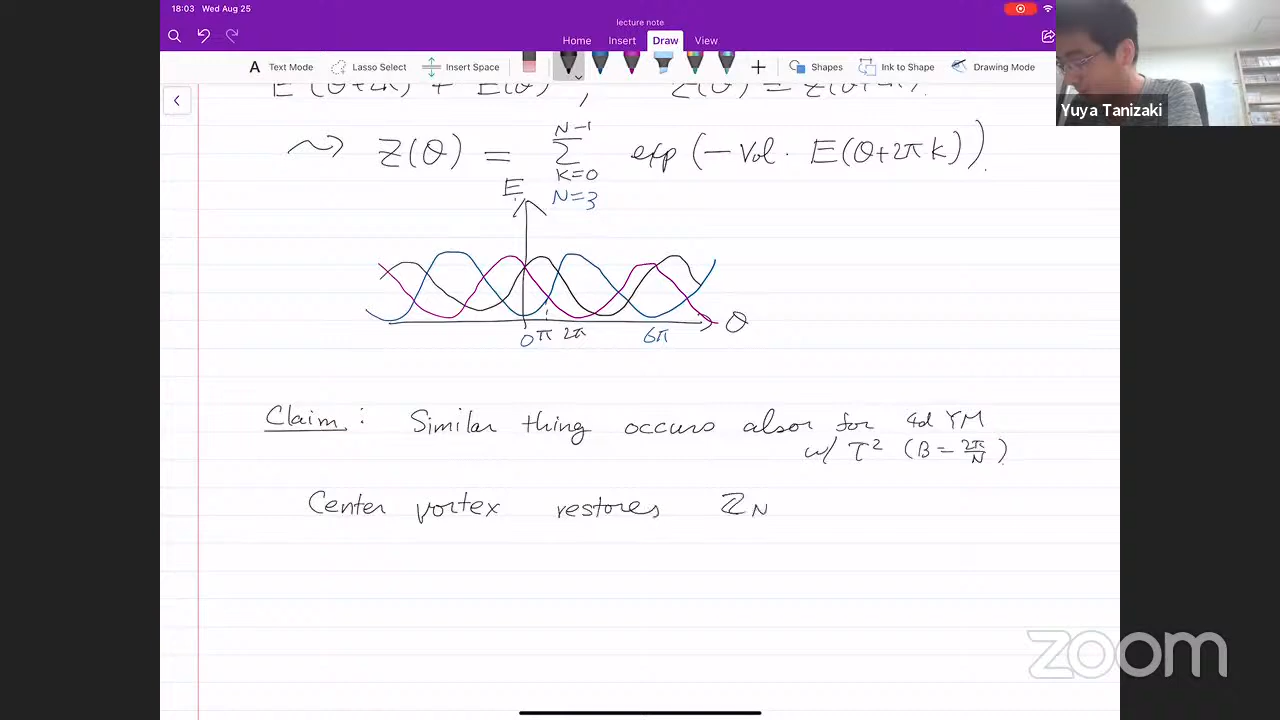 18:03 Wed Aug 25
lecture note
Home Insert Draw View
A Text Mode Lasso Select Insert Space + Shapes Ink to Shape Drawing Mode
Yuya Tanizaki
⇝ Z(θ) = Σ_{k=0}^{N-1} exp(-Vol. E(θ+2πk)).
E
N=3
θ
0 π 2π 6π
Claim: Similar thing occurs also for 4d YM
w/ T² (B = 2π/N)
Center vortex restores ℤ_N
zoom